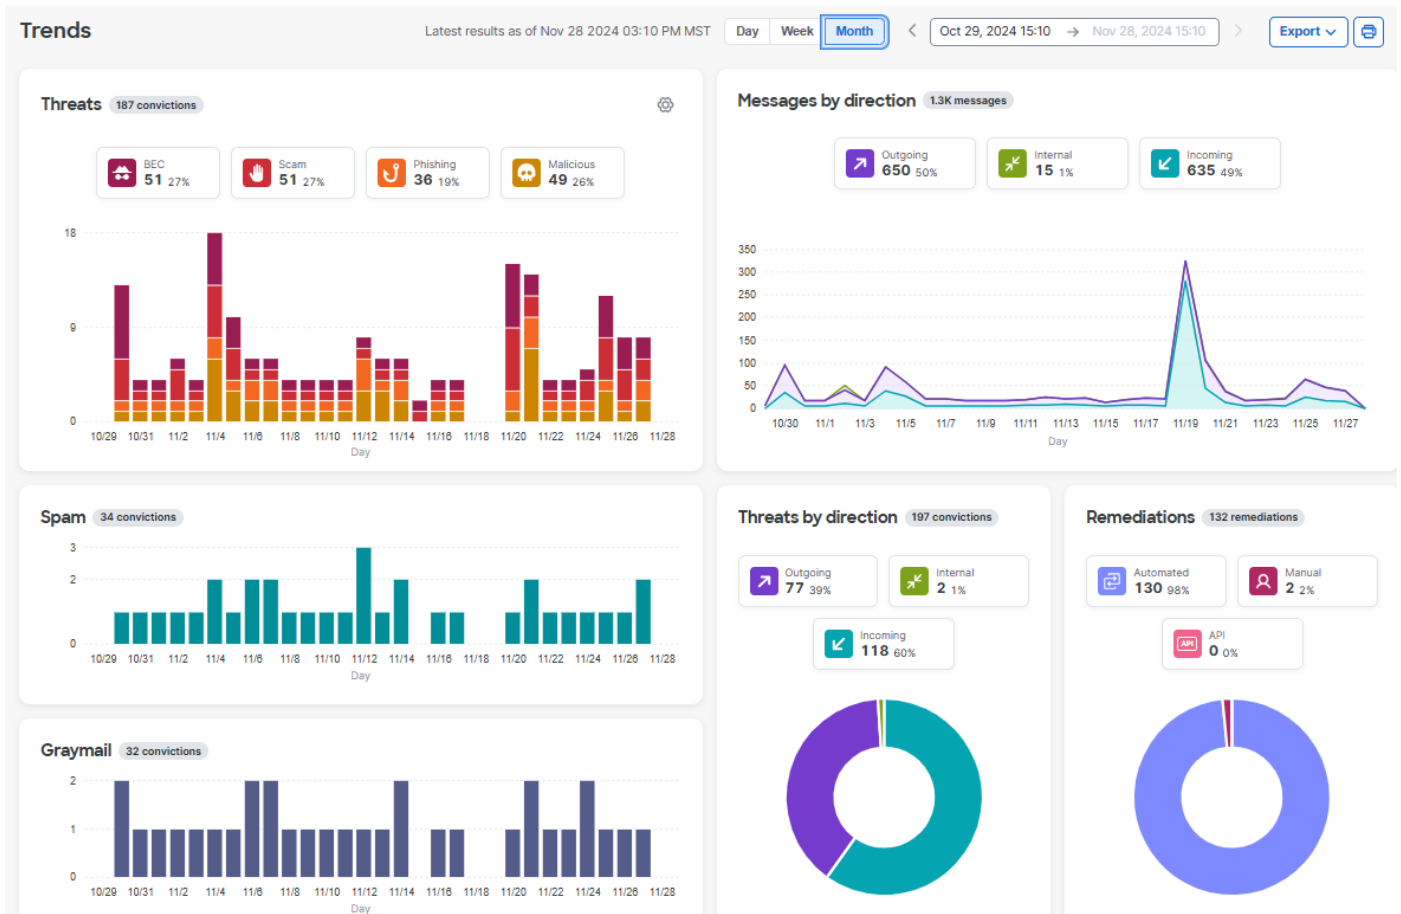 Trends
Latest results as of Nov 28 2024 03:10 PM MST
Day Week Month
Oct 29, 2024 15:10 → Nov 28, 2024 15:10
Export
Threats 187 convictions
BEC
51 27%
Scam
51 27%
Phishing
36 19%
Malicious
49 26%
18
9
0
10/29 10/31 11/2 11/4 11/6 11/8 11/10 11/12 11/14 11/16 11/18 11/20 11/22 11/24 11/26 11/28
Day
Messages by direction 1.3K messages
Outgoing
650 50%
Internal
15 1%
Incoming
635 49%
350
300
250
200
150
100
50
0
10/30 11/1 11/3 11/5 11/7 11/9 11/11 11/13 11/15 11/17 11/19 11/21 11/23 11/25 11/27
Day
Spam 34 convictions
3
2
0
10/29 10/31 11/2 11/4 11/6 11/8 11/10 11/12 11/14 11/16 11/18 11/20 11/22 11/24 11/26 11/28
Day
Graymail 32 convictions
2
1
0
10/29 10/31 11/2 11/4 11/6 11/8 11/10 11/12 11/14 11/16 11/18 11/20 11/22 11/24 11/26 11/28
Day
Threats by direction 197 convictions
Outgoing
77 39%
Internal
2 1%
Incoming
118 60%
Remediations 132 remediations
Automated
130 98%
Manual
2 2%
API
API
0 0%